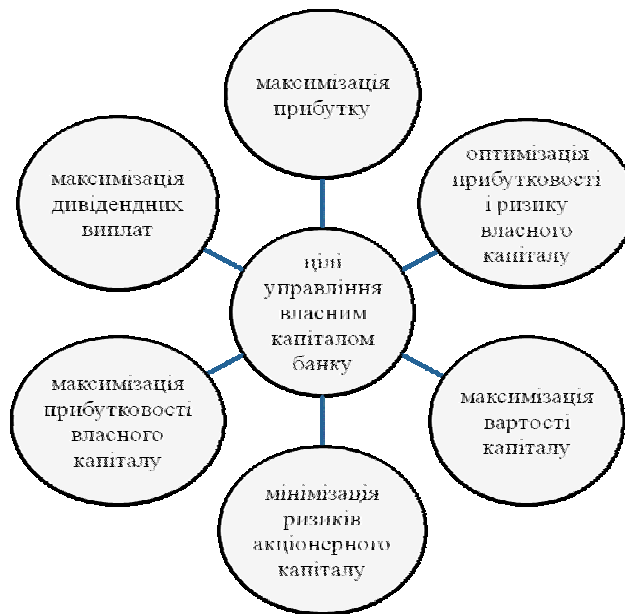 максимізація
прибутку
оптимізація
прибутковості
і ризику
власного
капіталу
максимізація
вартості
капіталу
мінімізація
ризиків
акціонерного
капіталу
максимізація
прибутковості
власного
капіталу
максимізація
дивідендних
виплат
цілі
управління
власним
капіталом
банку